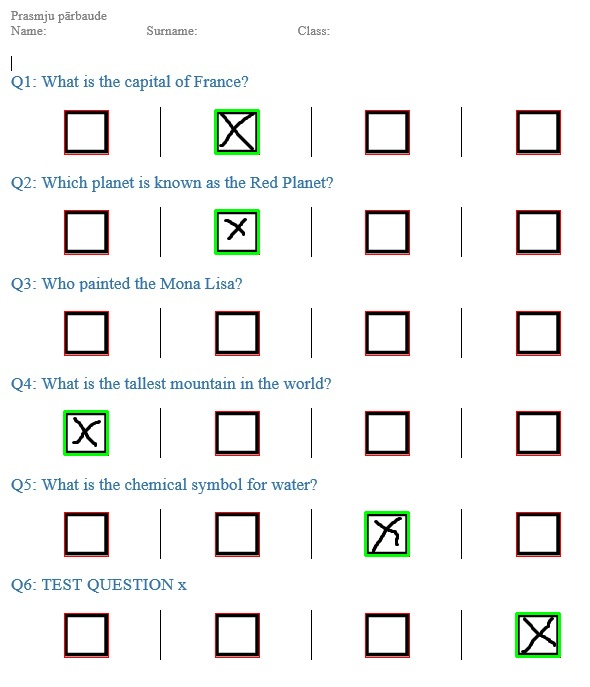 Prasmju pārbaude
Name: Surname: Class:
Q1: What is the capital of France?
Q2: Which planet is known as the Red Planet?
Q3: Who painted the Mona Lisa?
Q4: What is the tallest mountain in the world?
Q5: What is the chemical symbol for water?
Q6: TEST QUESTION x